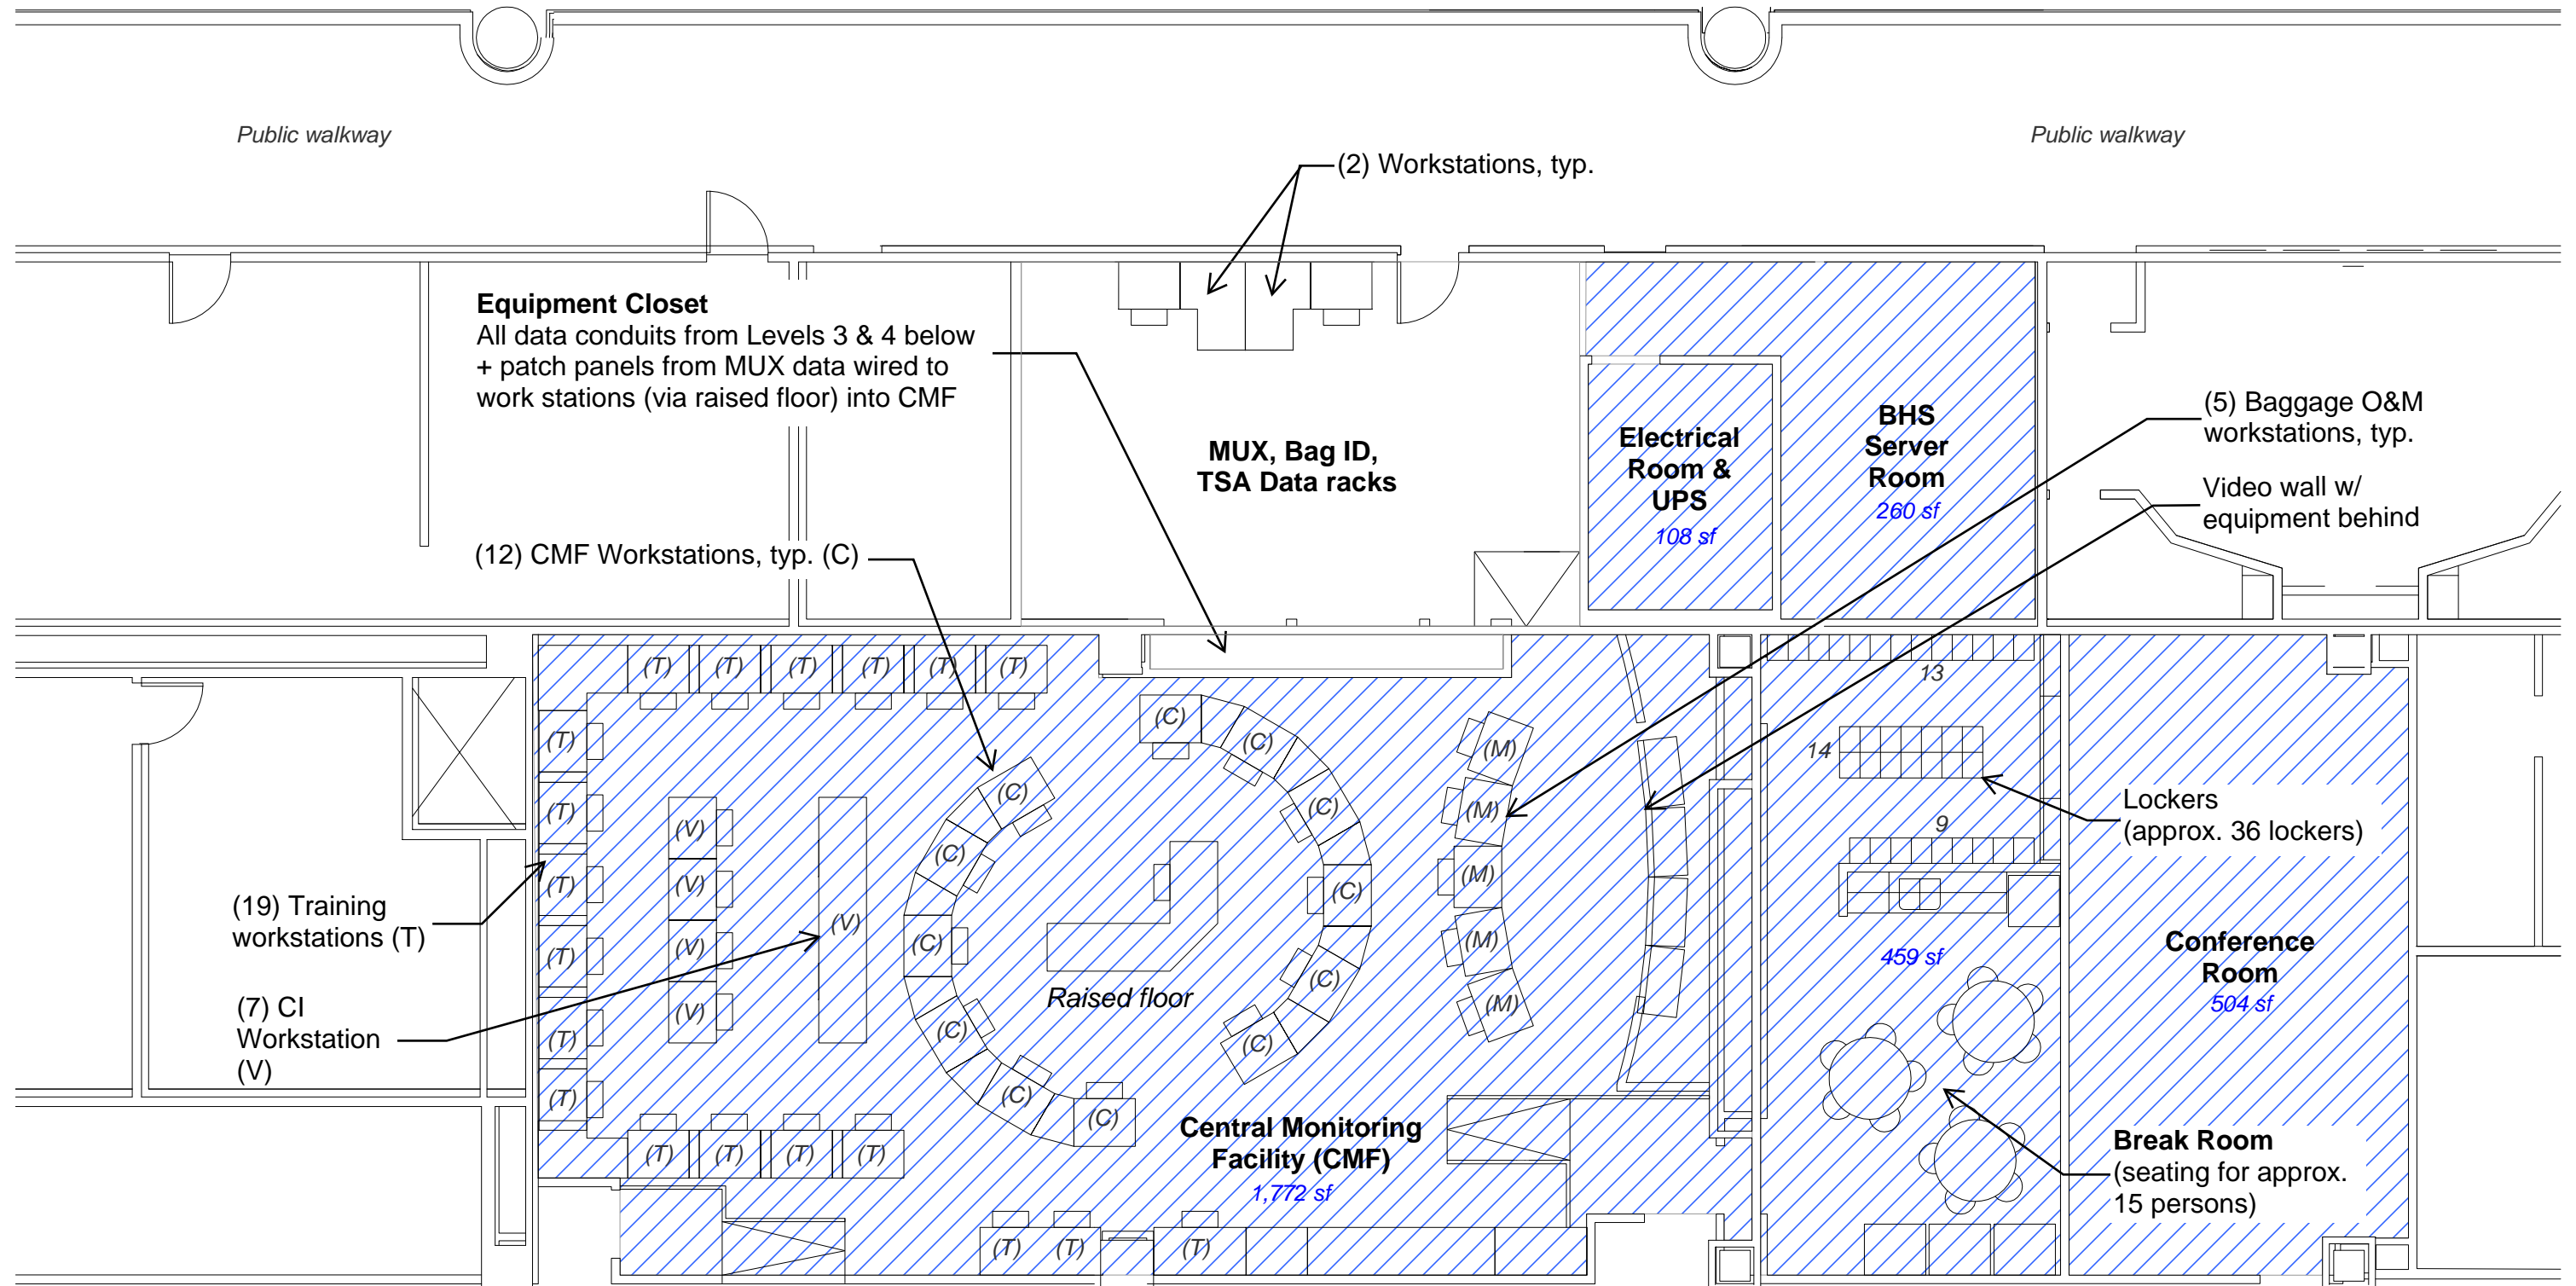 Public walkway
Public walkway
(2) Workstations, typ.
Equipment Closet
All data conduits from Levels 3 & 4 below
+ patch panels from MUX data wired to
work stations (via raised floor) into CMF
MUX, Bag ID,
TSA Data racks
Electrical
Room &
UPS
108 sf
BHS
Server
Room
260 sf
(5) Baggage O&M
workstations, typ.
Video wall w/
equipment behind
(12) CMF Workstations, typ. (C)
(T) (T) (T) (T) (T) (T)
(T)
(T)
(T)
(T)
(T)
(T)
(V)
(V)
(V)
(V)
(V)
(C)
(C)
(C)
(C)
(C)
(C)
(C)
(C)
(C)
(C)
(C)
(C)
(M)
(M)
(M)
(M)
(M)
13
14
9
Lockers
(approx. 36 lockers)
(19) Training
workstations (T)
(7) CI
Workstation
(V)
Raised floor
459 sf
Conference
Room
504 sf
Central Monitoring
Facility (CMF)
1,772 sf
Break Room
(seating for approx.
15 persons)
(T) (T) (T) (T)
(T) (T) (T)